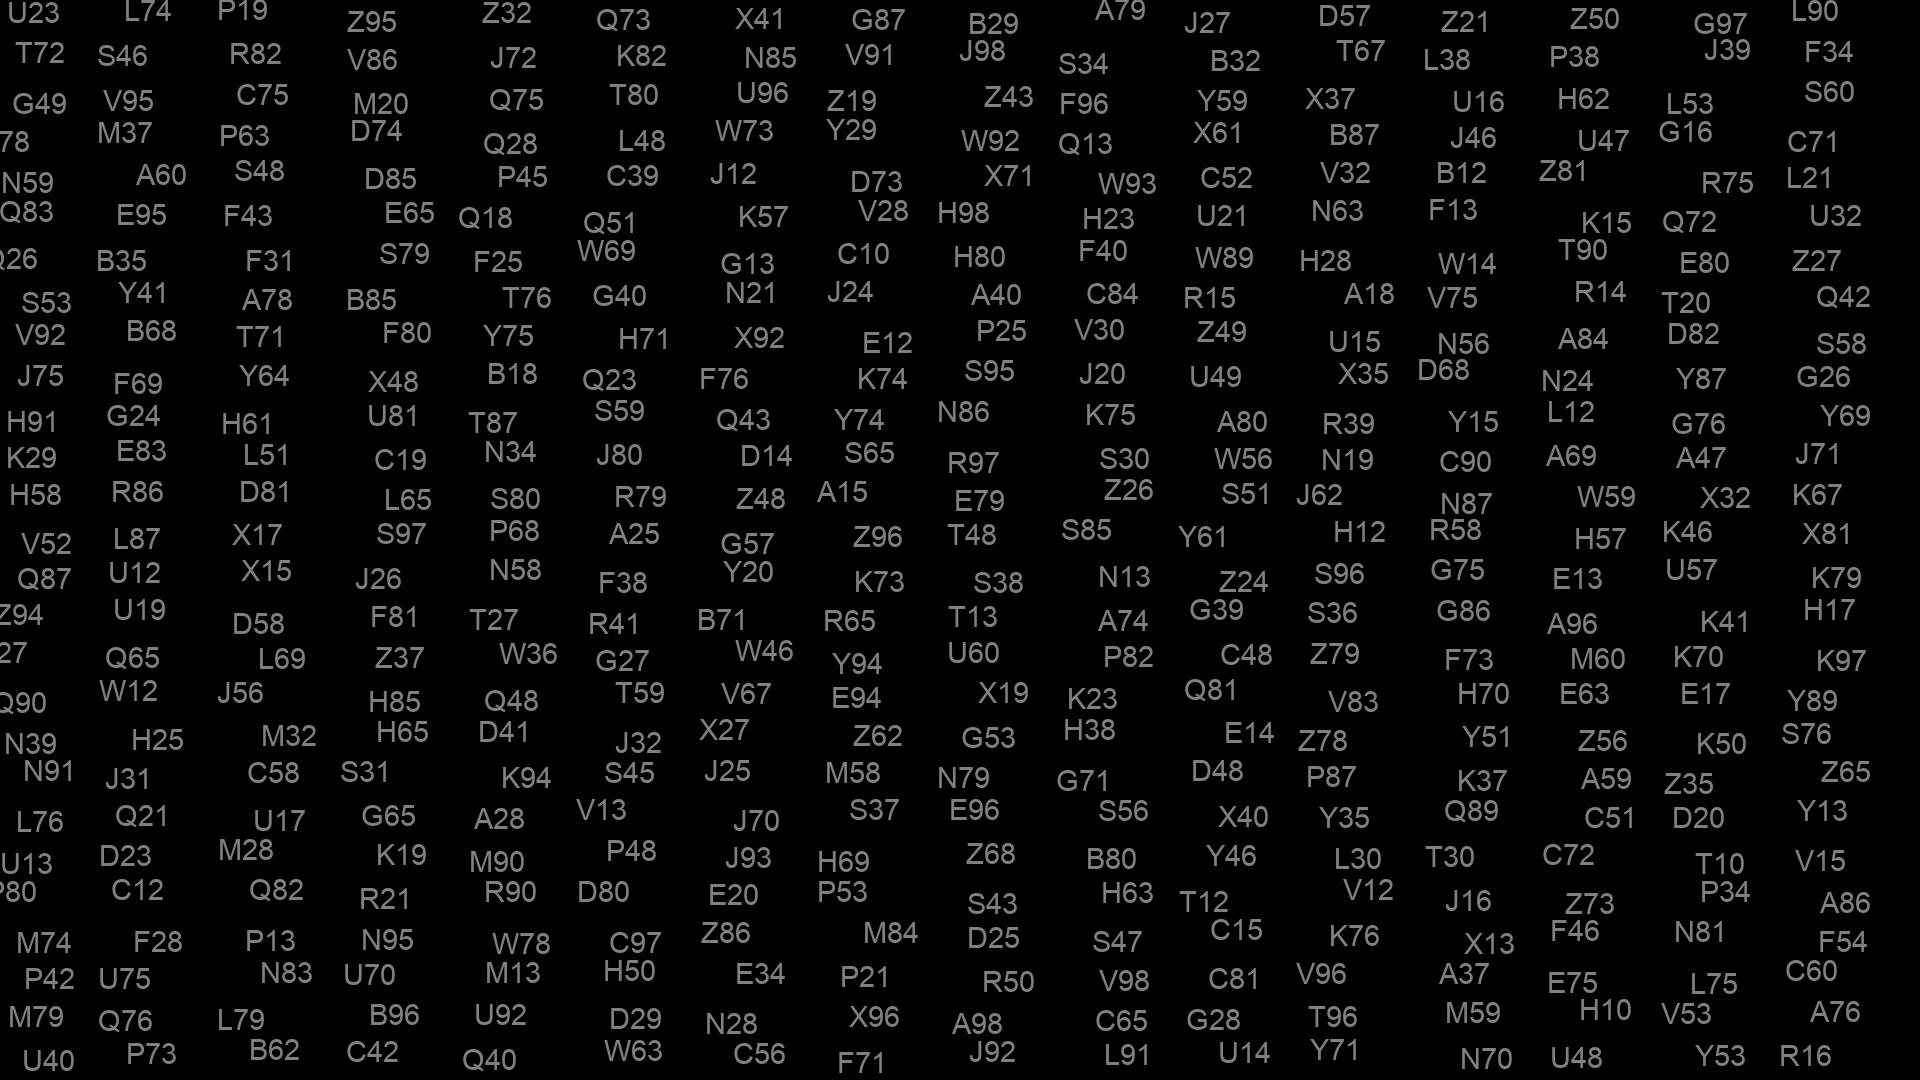 U23 L74 P19 Z95 Z32 Q73 X41 G87 B29 A79 J27 D57 Z21 Z50 G97 L90
T72 S46 R82 V86 J72 K82 N85 V91 J98 S34 B32 T67 L38 P38 J39 F34
G49 V95 C75 M20 Q75 T80 U96 Z19 Z43 F96 Y59 X37 U16 H62 L53 S60
78 M37 P63 D74 Q28 L48 W73 Y29 W92 Q13 X61 B87 J46 U47 G16 C71
N59 A60 S48 D85 P45 C39 J12 D73 X71 W93 C52 V32 B12 Z81 R75 L21
Q83 E95 F43 E65 Q18 Q51 K57 V28 H98 H23 U21 N63 F13 K15 Q72 U32
Q26 B35 F31 S79 F25 W69 G13 C10 H80 F40 W89 H28 W14 T90 E80 Z27
S53 Y41 A78 B85 T76 G40 N21 J24 A40 C84 R15 A18 V75 R14 T20 Q42
V92 B68 T71 F80 Y75 H71 X92 E12 P25 V30 Z49 U15 N56 A84 D82 S58
J75 F69 Y64 X48 B18 Q23 F76 K74 S95 J20 U49 X35 D68 N24 Y87 G26
H91 G24 H61 U81 T87 S59 Q43 Y74 N86 K75 A80 R39 Y15 L12 G76 Y69
K29 E83 L51 C19 N34 J80 D14 S65 R97 S30 W56 N19 C90 A69 A47 J71
H58 R86 D81 L65 S80 R79 Z48 A15 E79 Z26 S51 J62 N87 W59 X32 K67
V52 L87 X17 S97 P68 A25 G57 Z96 T48 S85 Y61 H12 R58 H57 K46 X81
Q87 U12 X15 J26 N58 F38 Y20 K73 S38 N13 Z24 S96 G75 E13 U57 K79
Z94 U19 D58 F81 T27 R41 B71 R65 T13 A74 G39 S36 G86 A96 K41 H17
27 Q65 L69 Z37 W36 G27 W46 Y94 U60 P82 C48 Z79 F73 M60 K70 K97
Q90 W12 J56 H85 Q48 T59 V67 E94 X19 K23 Q81 V83 H70 E63 E17 Y89
N39 H25 M32 H65 D41 J32 X27 Z62 G53 H38 E14 Z78 Y51 Z56 K50 S76
N91 J31 C58 S31 K94 S45 J25 M58 N79 G71 D48 P87 K37 A59 Z35 Z65
L76 Q21 U17 G65 A28 V13 J70 S37 E96 S56 X40 Y35 Q89 C51 D20 Y13
U13 D23 M28 K19 M90 P48 J93 H69 Z68 B80 Y46 L30 T30 C72 T10 V15
P80 C12 Q82 R21 R90 D80 E20 P53 S43 H63 T12 V12 J16 Z73 P34 A86
M74 F28 P13 N95 W78 C97 Z86 M84 D25 S47 C15 K76 X13 F46 N81 F54
P42 U75 N83 U70 M13 H50 E34 P21 R50 V98 C81 V96 A37 E75 L75 C60
M79 Q76 L79 B96 U92 D29 N28 X96 A98 C65 G28 T96 M59 H10 V53 A76
U40 P73 B62 C42 Q40 W63 C56 F71 J92 L91 U14 Y71 N70 U48 Y53 R16